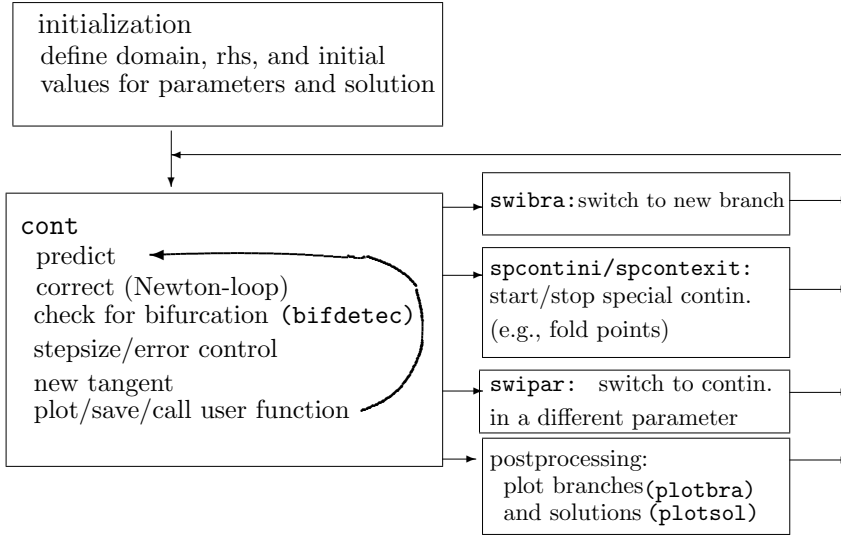 initialization
define domain, rhs, and initial
values for parameters and solution
cont
predict
correct (Newton-loop)
check for bifurcation (bifdetec)
stepsize/error control
new tangent
plot/save/call user function
swibra: switch to new branch
spcontini/spcontexit:
start/stop special contin.
(e.g., fold points)
swipar: switch to contin.
in a different parameter
postprocessing:
plot branches (plotbra)
and solutions (plotsol)